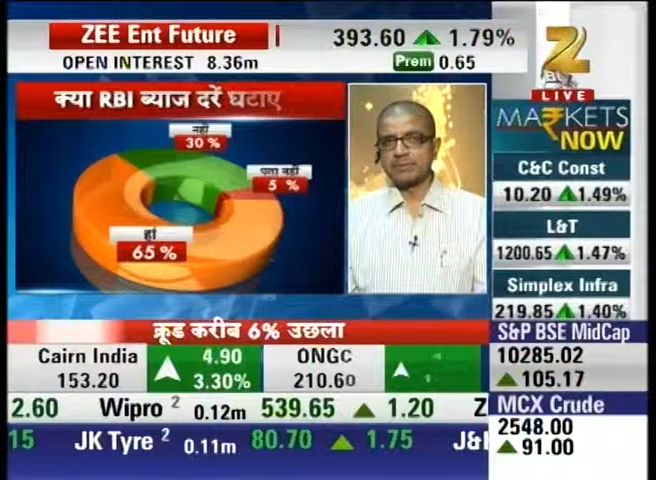 ZEE Ent Future
393.60 1.79%
OPEN INTEREST 8.36m
Prem 0.65
LIVE
क्या RBI ब्याज दरें घटाए
नहीं
30 %
पता नहीं
5 %
हां
65 %
MARKETS
NOW
C&C Const
10.20 1.49%
L&T
1200.65 1.47%
Simplex Infra
219.85 1.40%
क्रूड करीब 6% उछला
Cairn India
153.20
4.90
3.30%
ONGC
210.60
S&P BSE MidCap
10285.02
105.17
MCX Crude
2548.00
91.00
2.60 Wipro 2 0.12m 539.65 1.20 Z
15 JK Tyre 2 0.11m 80.70 1.75 J&